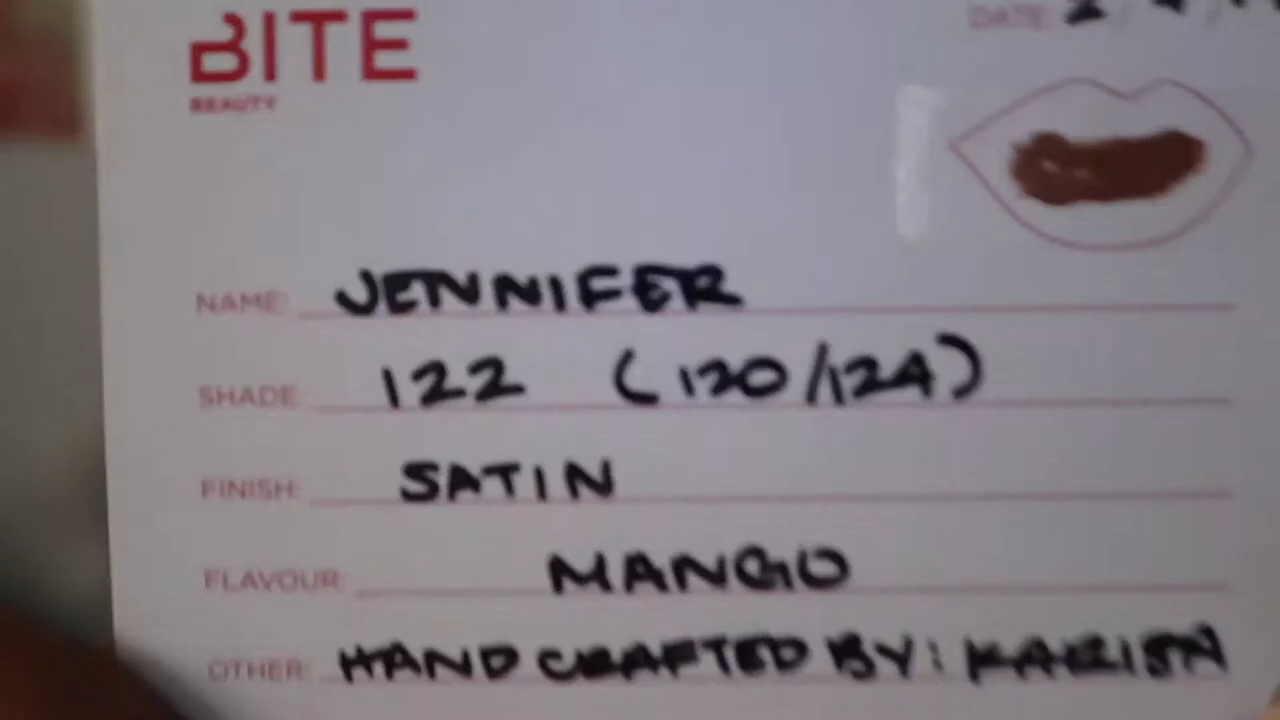 BITE
BEAUTY
DATE:
NAME: JENNIFER
SHADE: 122 (120/124)
FINISH: SATIN
FLAVOUR: MANGO
OTHER: HAND CRAFTED BY: